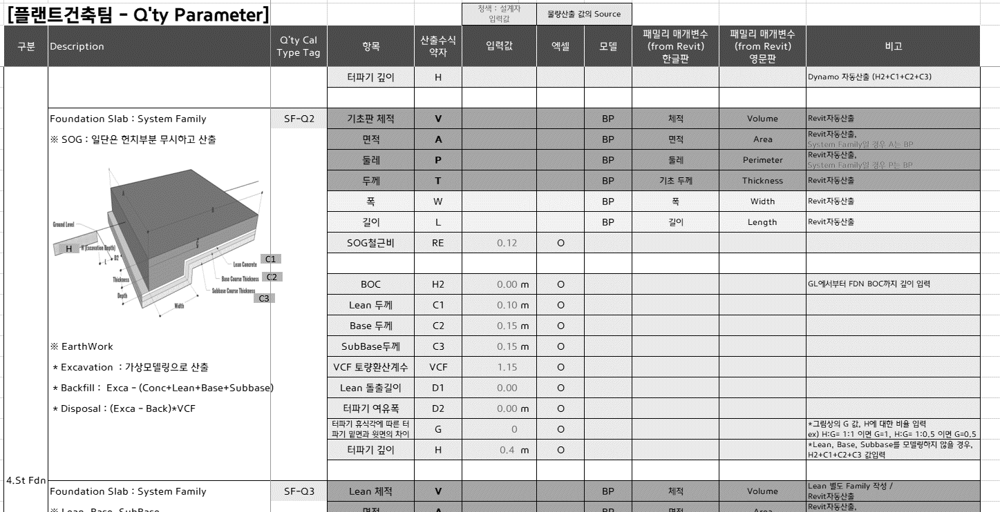 [플랜트건축팀 - Q'ty Parameter]
청색 : 설계자 입력값
물량산출 값의 Source
구분 Description Q'ty Cal Type Tag 항목 산출수식 약자 입력값 엑셀 모델 패밀리 매개변수 (from Revit) 한글판 패밀리 매개변수 (from Revit) 영문판 비고
터파기 깊이 H Dynamo 자동산출 (H2+C1+C2+C3)
Foundation Slab : System Family SF-Q2 기초판 체적 V BP 체적 Volume Revit자동산출
※ SOG : 일단은 헌치부분 무시하고 산출 면적 A BP 면적 Area Revit자동산출,
System Family일 경우 A는 BP
둘레 P BP 둘레 Perimeter Revit자동산출,
System Family일 경우 P는 BP
두께 T BP 기초 두께 Thickness Revit자동산출
폭 W BP 폭 Width Revit자동산출
길이 L BP 길이 Length Revit자동산출
SOG철근비 RE 0.12 O
Ground Level
H H (Excavation Depth)
L D2
Thickness
Depth
Width
Lean Concrete C1
Base Course Thickness C2
Subbase Course Thickness C3
BOC H2 0.00 m O GL에서부터 FDN BOC까지 깊이 입력
Lean 두께 C1 0.10 m O
Base 두께 C2 0.15 m O
※ EarthWork SubBase두께 C3 0.15 m O
* Excavation : 가상모델링으로 산출 VCF 토량환산계수 VCF 1.15 O
* Backfill : Exca - (Conc+Lean+Base+Subbase) Lean 돌출길이 D1 0.00 O
* Disposal : (Exca - Back)*VCF 터파기 여유폭 D2 0.00 m O
터파기 휴식각에 따른 터파기 밑면과 윗면의 차이 G 0 O *그림상의 G 값, H에 대한 비율 입력
ex) H:G= 1:1 이면 G=1, H:G= 1:0.5 이면 G=0.5
터파기 깊이 H 0.4 m O *Lean, Base, Subbase를 모델링하지 않을 경우,
H2+C1+C2+C3 값입력
4.St Fdn
Foundation Slab : System Family SF-Q3 Lean 체적 V BP 체적 Volume Lean 별도 Family 작성 /
Revit자동산출
※ Lean, Base, SubBase 면적 A BP 면적 Area Revit자동산출,